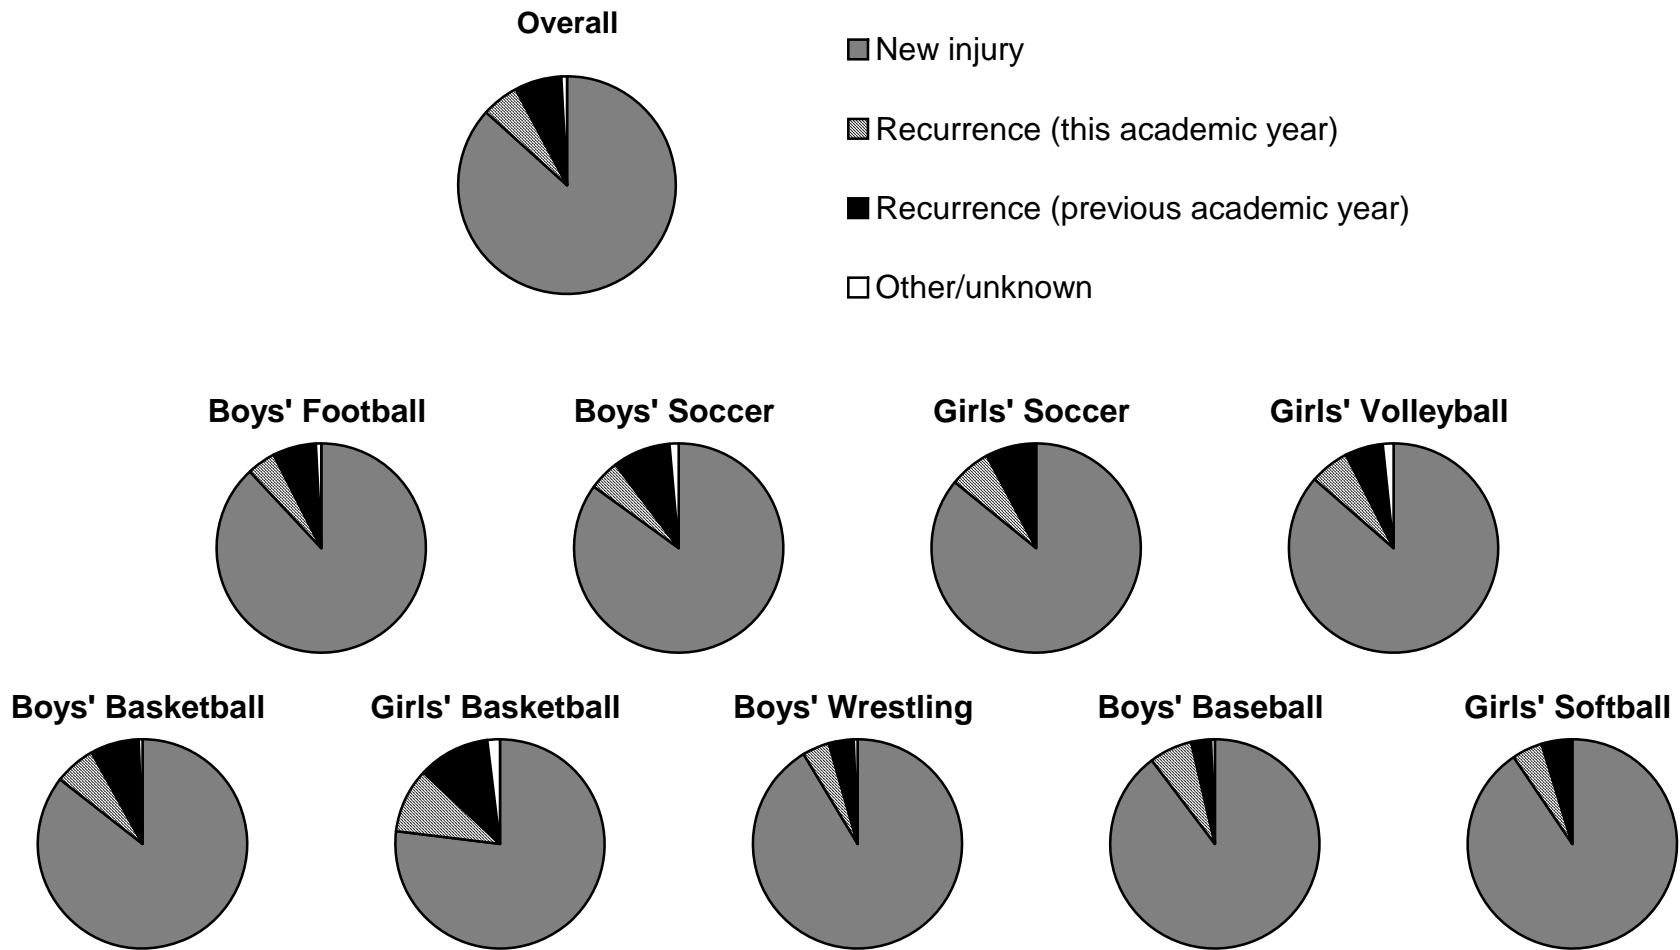 Overall
New injury
Recurrence (this academic year)
Recurrence (previous academic year)
Other/unknown
Boys' Football
Boys' Soccer
Girls' Soccer
Girls' Volleyball
Boys' Basketball
Girls' Basketball
Boys' Wrestling
Boys' Baseball
Girls' Softball